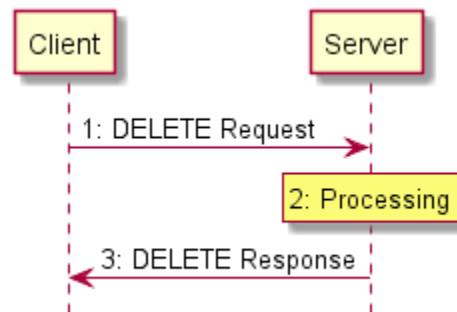 Client
Server
1: DELETE Request
2: Processing
3: DELETE Response